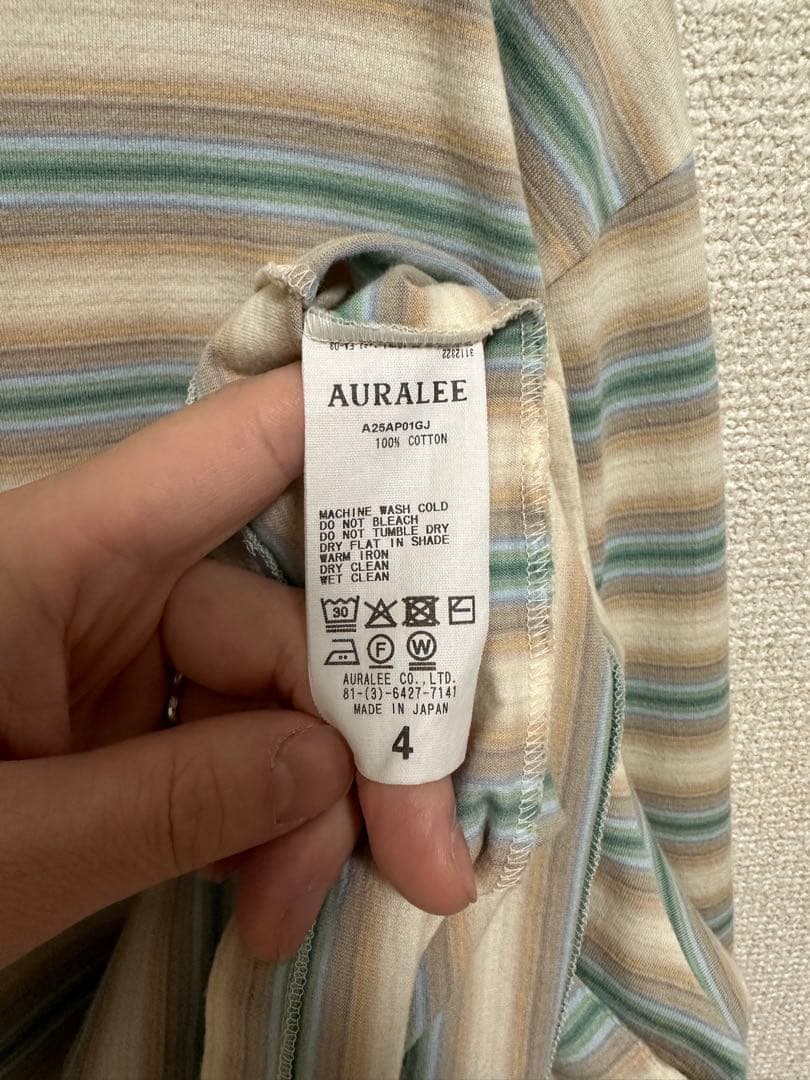 3112322
AURALEE
A25AP01GJ
100% COTTON
MACHINE WASH COLD
DO NOT BLEACH
DO NOT TUMBLE DRY
DRY FLAT IN SHADE
WARM IRON
DRY CLEAN
WET CLEAN
30
F W
AURALEE CO.,LTD.
81-(3)-6427-7141
MADE IN JAPAN
4